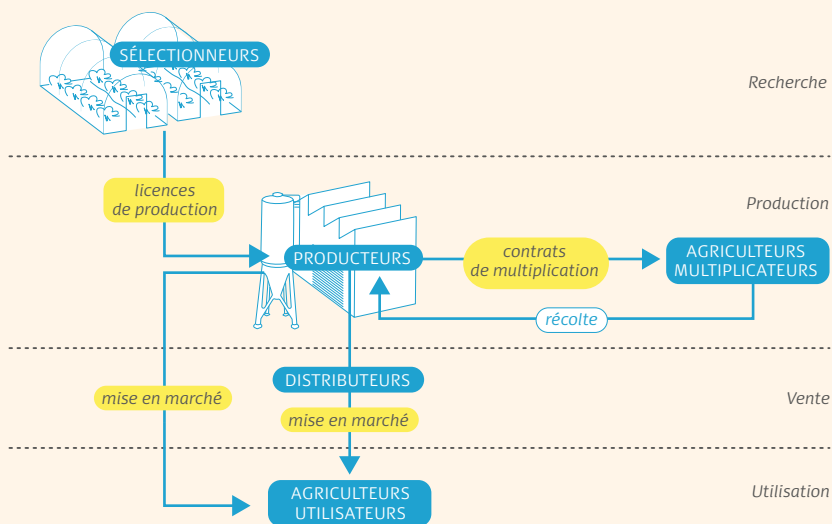 SÉLECTIONNEURS
Recherche
licences
de production
Production
PRODUCTEURS
contrats
de multiplication
AGRICULTEURS
MULTIPLICATEURS
récolte
DISTRIBUTEURS
mise en marché
mise en marché
Vente
AGRICULTEURS
UTILISATEURS
Utilisation